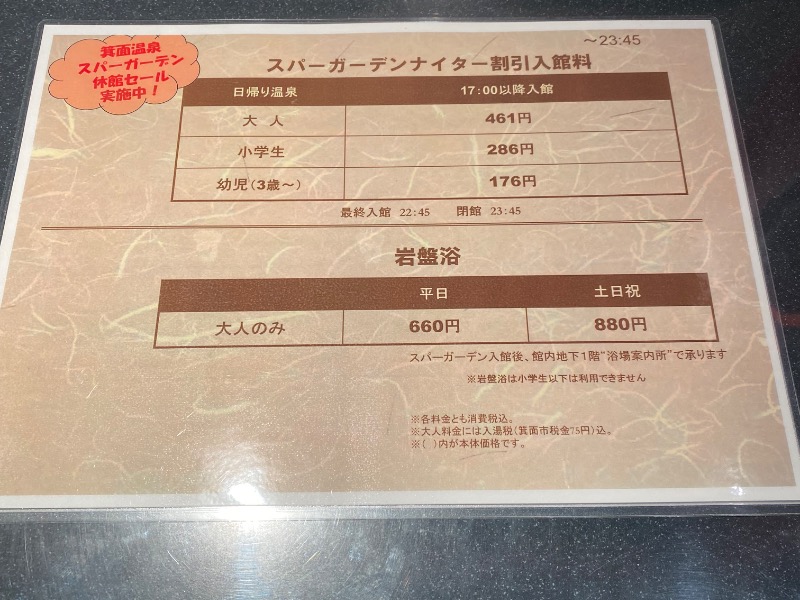 箕面温泉
スパーガーデン
休館セール
実施中！
～23:45
スパーガーデンナイター割引入館料
日帰り温泉 17:00以降入館
大人 461円
小学生 286円
幼児(3歳～) 176円
最終入館 22:45 閉館 23:45
岩盤浴
平日 土日祝
大人のみ 660円 880円
スパーガーデン入館後、館内地下1階“浴場案内所”で承ります
※岩盤浴は小学生以下は利用できません
※各料金とも消費税込。
※大人料金には入湯税(箕面市税金75円)込。
※( )内が本体価格です。